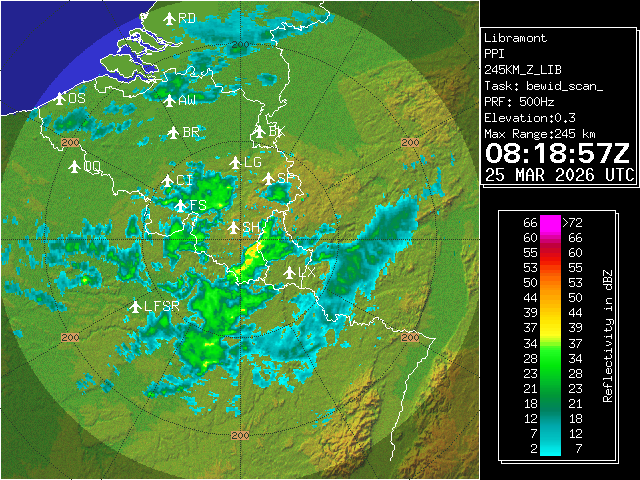 Libramont
PPI
245KM_Z_LIB
Task: bewid_scan_
PRF: 500Hz
Elevation:0.3
Max Range:245 km
08:18:57Z
25 MAR 2026 UTC
RD
200
OS
AW
BR
BK
200
200
QQ
LG
CI
SP
FS
SH
LX
LFSR
200
200
200
66 >72
60 66
55 60
53 55
50 53
44 50
39 44
37 39
34 37
28 34
23 28
21 23
18 21
12 18
7 12
2 7
Reflectivity in dBZ